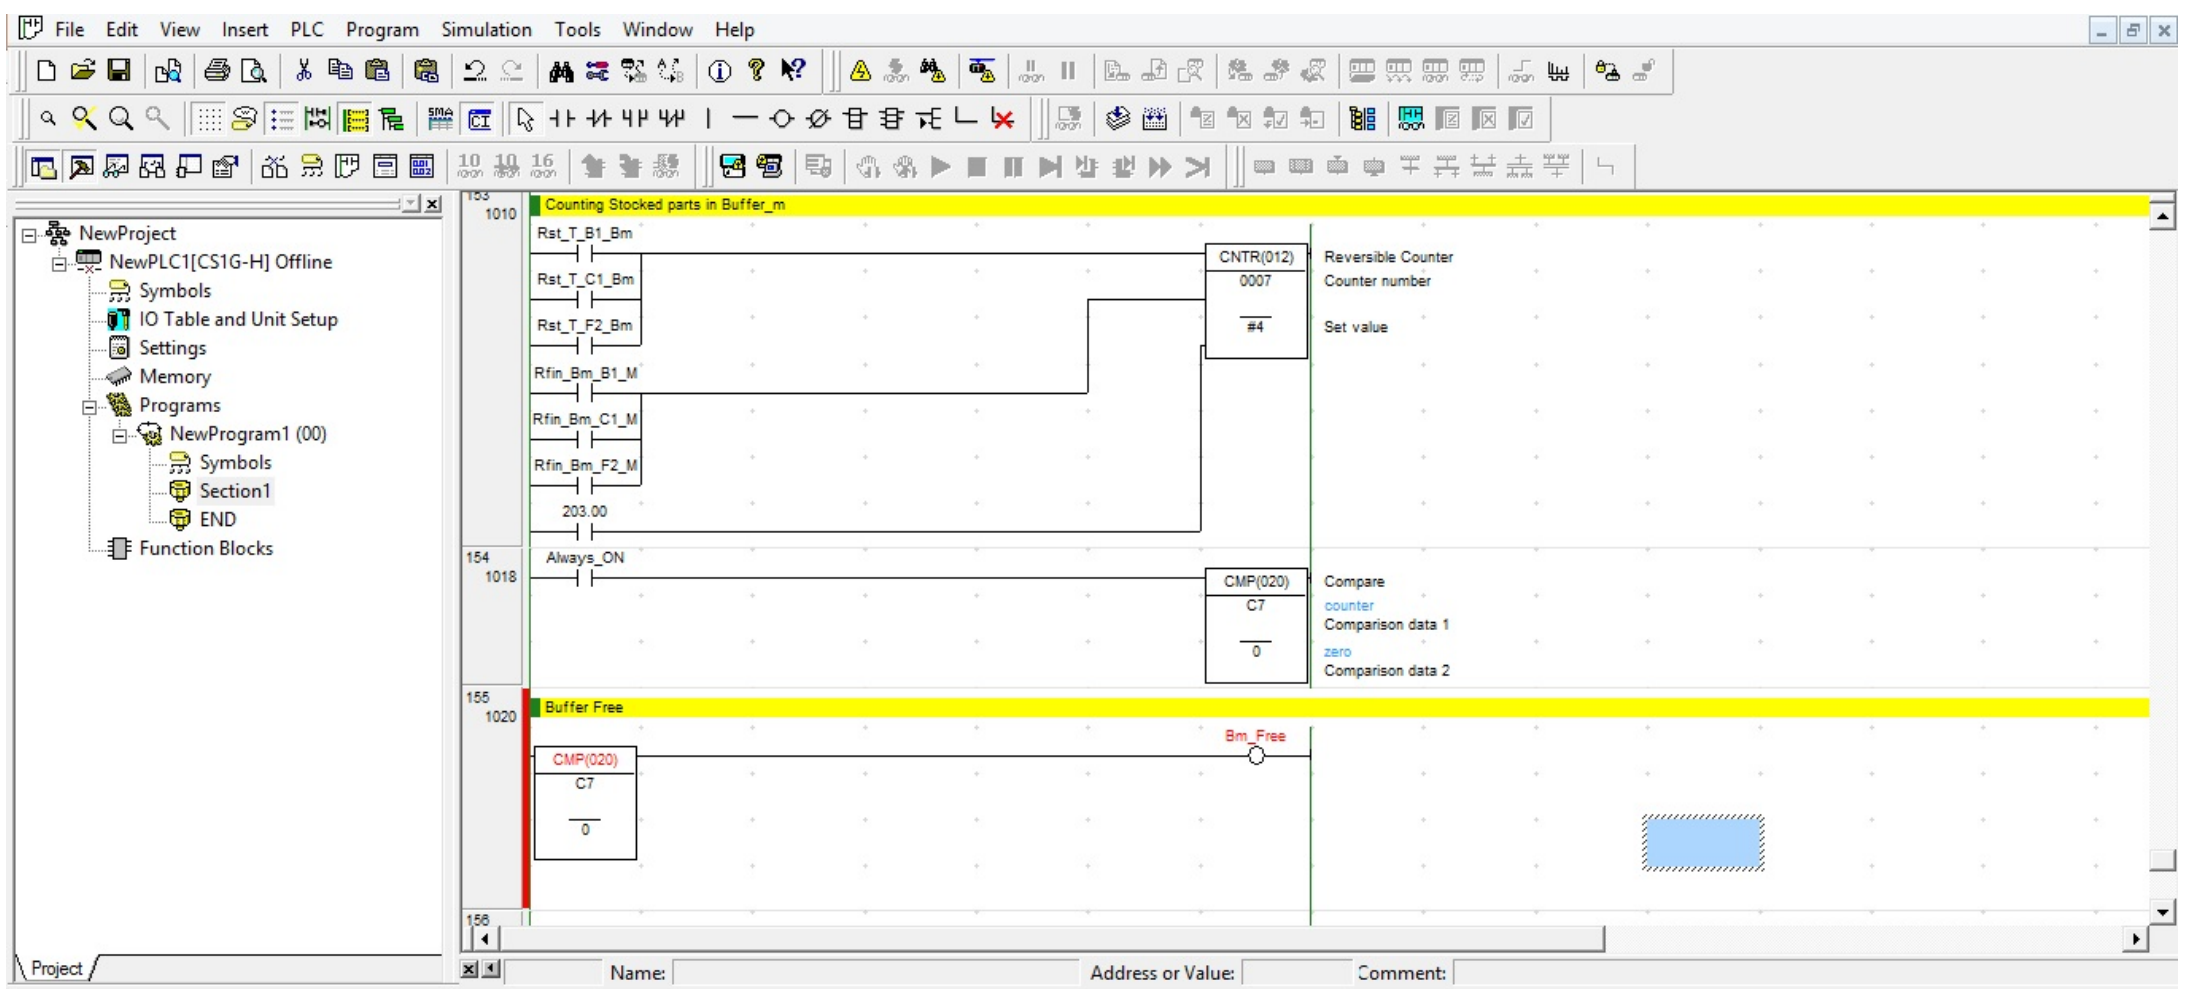 File Edit View Insert PLC Program Simulation Tools Window Help
10 10 16
NewProject
NewPLC1[CS1G-H] Offline
Symbols
IO Table and Unit Setup
Settings
Memory
Programs
NewProgram1 (00)
Symbols
Section1
END
Function Blocks
Project
153
1010
Counting Stocked parts in Buffer_m
Rst_T_B1_Bm
CNTR(012)
Reversible Counter
Rst_T_C1_Bm
0007
Counter number
Rst_T_F2_Bm
#4
Set value
Rfin_Bm_B1_M
Rfin_Bm_C1_M
Rfin_Bm_F2_M
203.00
154
1018
Always_ON
CMP(020)
Compare
C7
counter
Comparison data 1
0
zero
Comparison data 2
155
1020
Buffer Free
Bm_Free
CMP(020)
C7
0
156
Name: Address or Value: Comment: